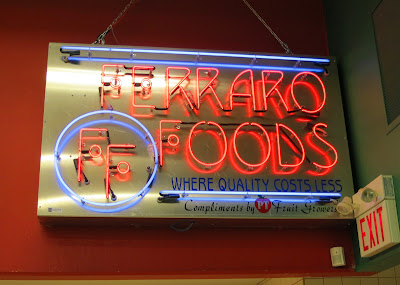 FERRARO
FF FOODS
WHERE QUALITY COSTS LESS
Compliments by Fruit Growers
EXIT